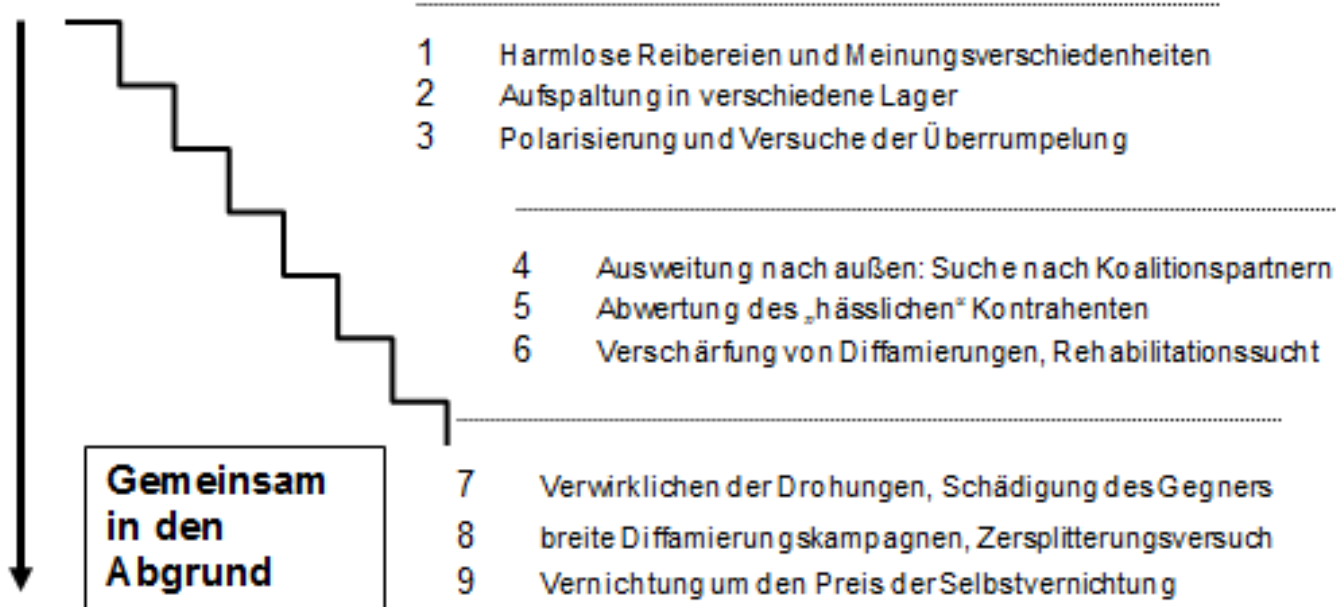 1 Harmlose Reibereien und Meinungsverschiedenheiten
2 Aufspaltung in verschiedene Lager
3 Polarisierung und Versuche der Überrumpelung
4 Ausweitung nach außen: Suche nach Koalitionspartnern
5 Abwertung des „hässlichen“ Kontrahenten
6 Verschärfung von Diffamierungen, Rehabilitationssucht
Gemeinsam
in den
Abgrund
7 Verwirklichen der Drohungen, Schädigung des Gegners
8 breite Diffamierungskampagnen, Zersplitterungsversuch
9 Vernichtung um den Preis der Selbstvernichtung